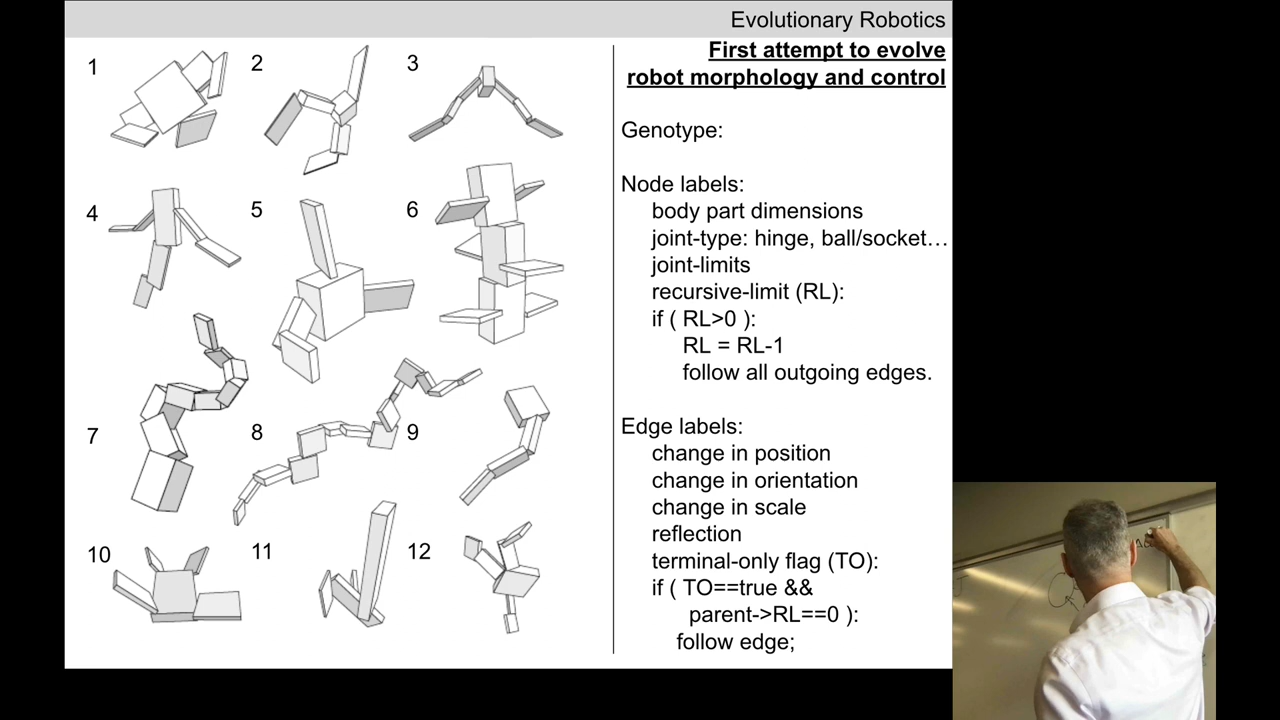 Evolutionary Robotics
First attempt to evolve
robot morphology and control
1
2
3
4
5
6
7
8
9
10
11
12
Genotype:
Node labels:
body part dimensions
joint-type: hinge, ball/socket…
joint-limits
recursive-limit (RL):
if ( RL>0 ):
RL = RL-1
follow all outgoing edges.
Edge labels:
change in position
change in orientation
change in scale
reflection
terminal-only flag (TO):
if ( TO==true &&
parent->RL==0 ):
follow edge;